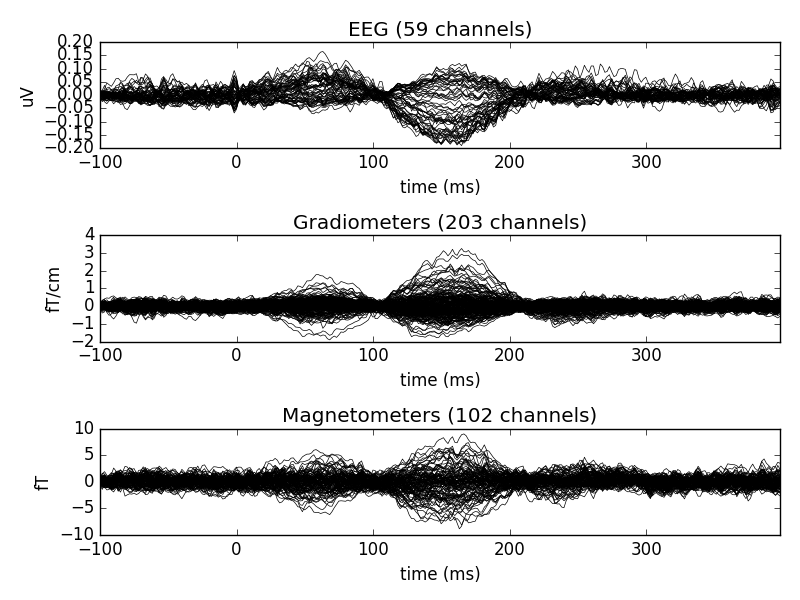 EEG (59 channels)
0.20
0.15
0.10
0.05
0.00
−0.05
−0.10
−0.15
−0.20
uV
−100 0 100 200 300
time (ms)
Gradiometers (203 channels)
4
3
2
1
0
−1
−2
fT/cm
−100 0 100 200 300
time (ms)
Magnetometers (102 channels)
10
5
0
−5
−10
fT
−100 0 100 200 300
time (ms)